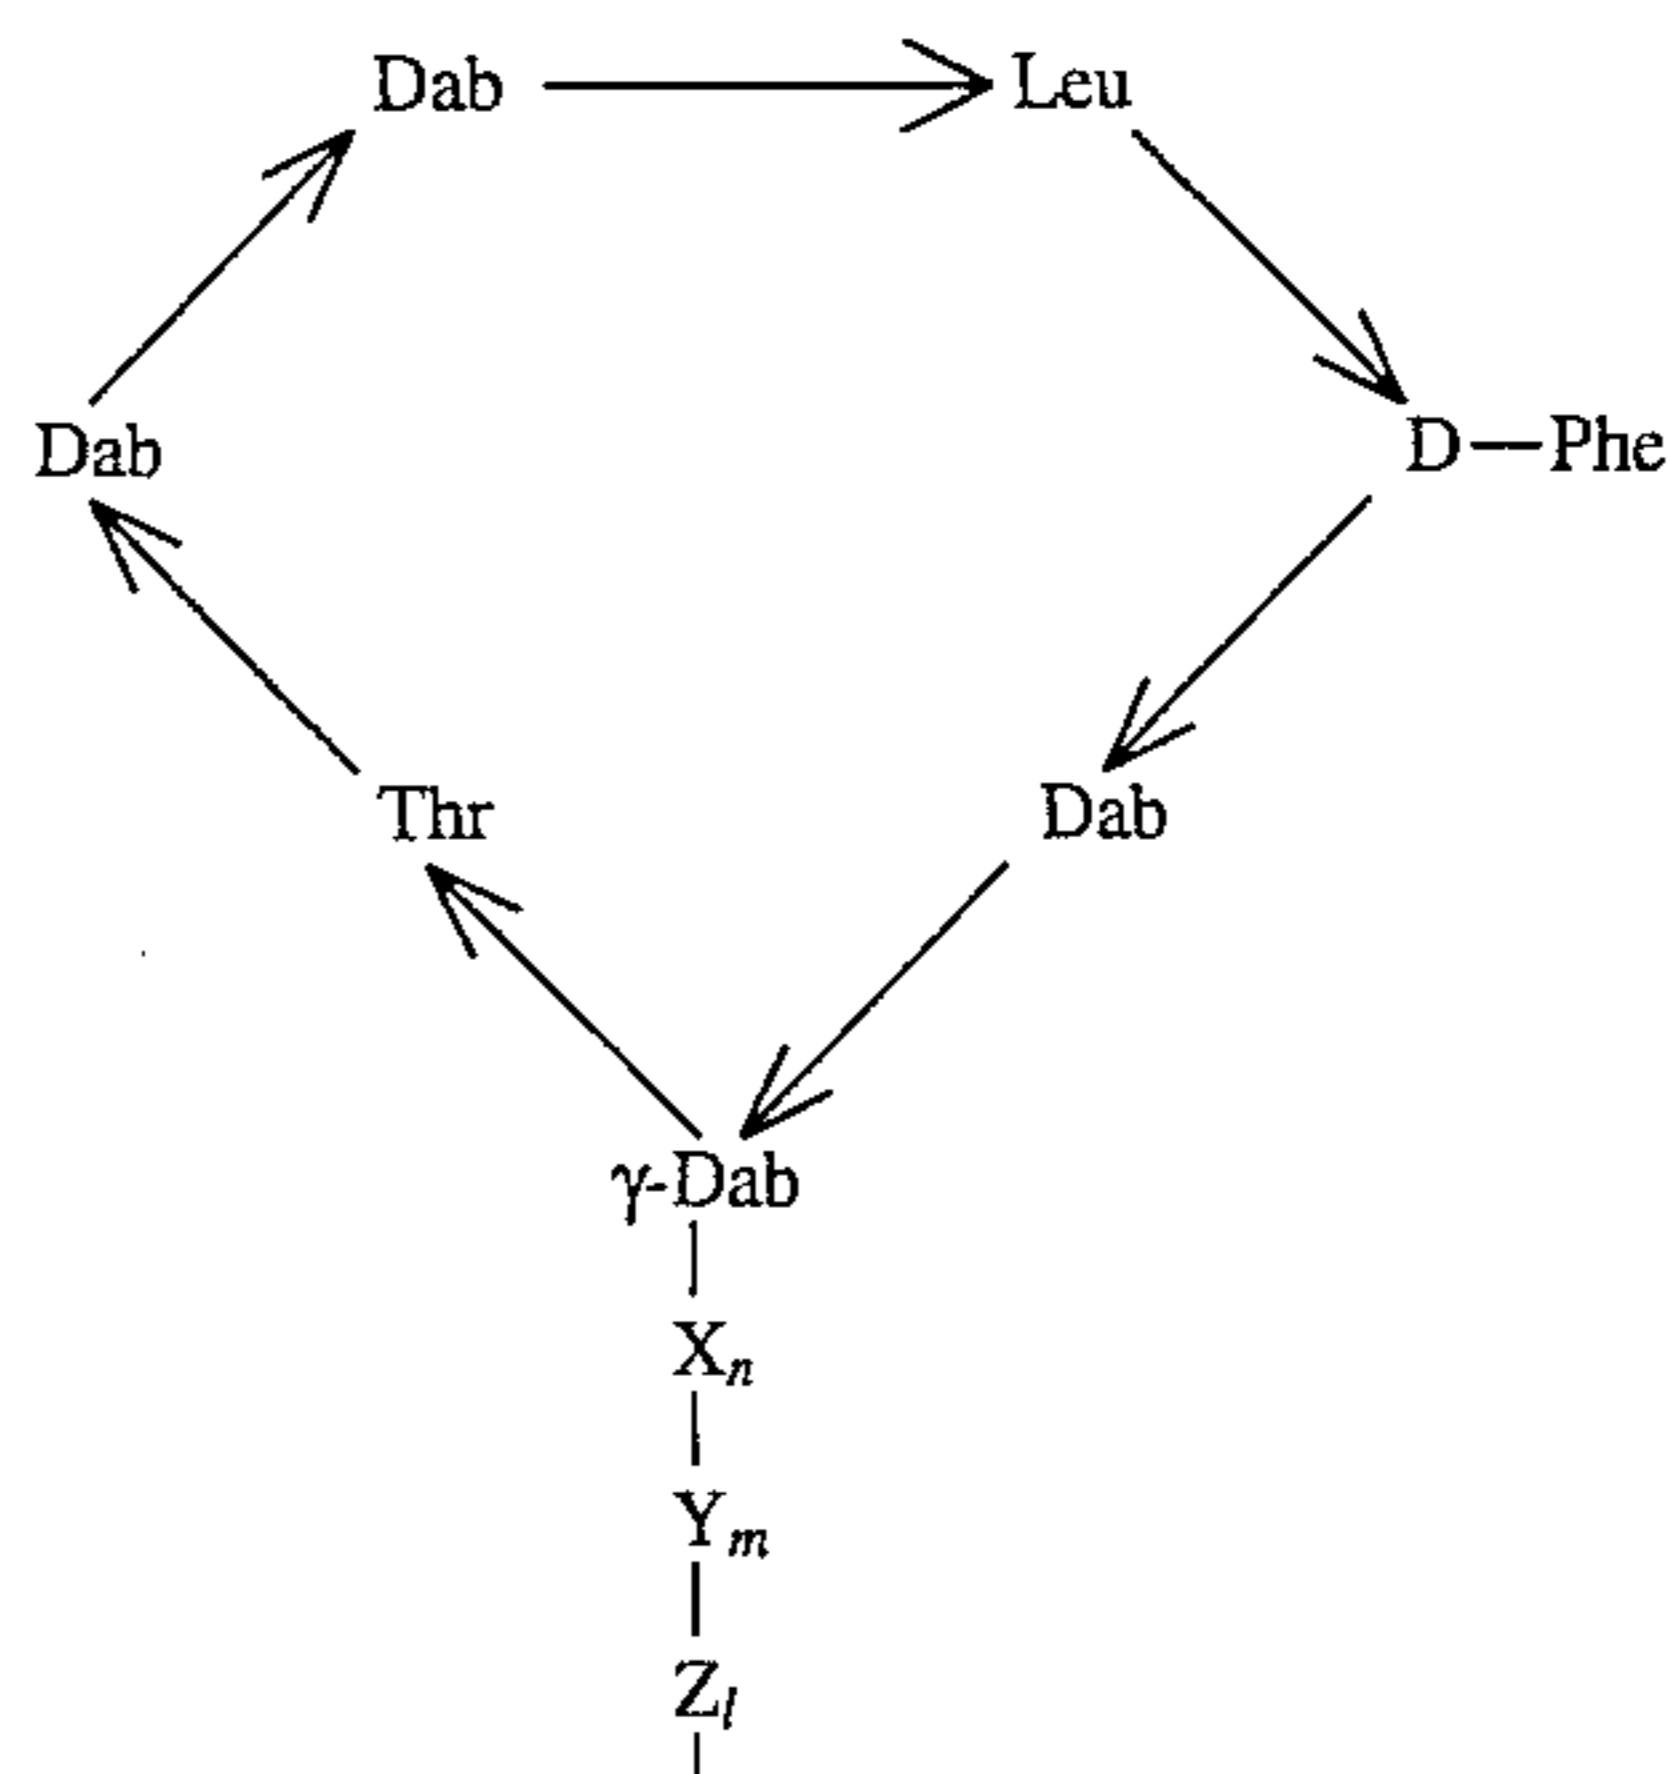 Dab Leu
Dab D—Phe
Thr Dab
γ-Dab
Xn
Ym
Zl